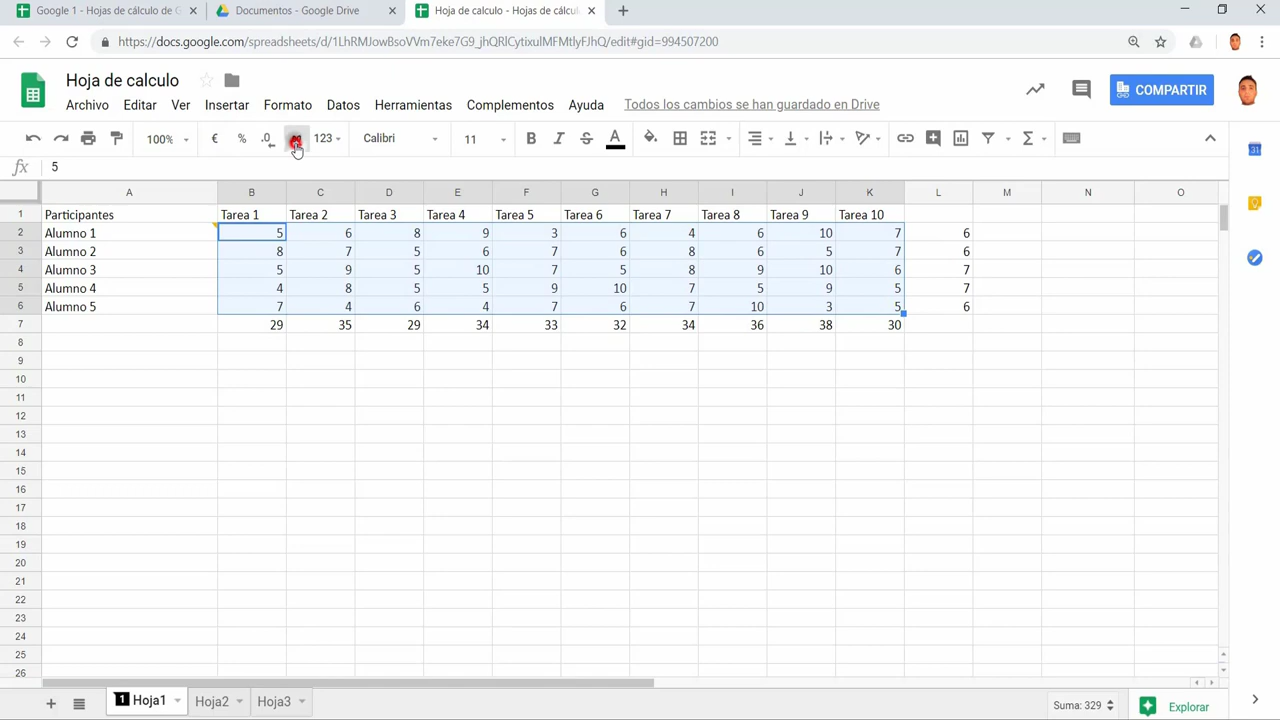 Google 1 - Hojas de cálculo de G
Documentos - Google Drive
Hoja de calculo - Hojas de cálcul
https://docs.google.com/spreadsheets/d/1LhRMJowBsoVVm7eke7G9_jhQRlCytixulMFMtlyFJhQ/edit#gid=994507200
Hoja de calculo
Archivo Editar Ver Insertar Formato Datos Herramientas Complementos Ayuda Todos los cambios se han guardado en Drive
COMPARTIR
100% € % .0 123 Calibri 11 B I S A Σ
31
fx 5
A B C D E F G H I J K L M N O
1 Participantes Tarea 1 Tarea 2 Tarea 3 Tarea 4 Tarea 5 Tarea 6 Tarea 7 Tarea 8 Tarea 9 Tarea 10
2 Alumno 1 5 6 8 9 3 6 4 6 10 7 6
3 Alumno 2 8 7 5 6 7 6 8 6 5 7 6
4 Alumno 3 5 9 5 10 7 5 8 9 10 6 7
5 Alumno 4 4 8 5 5 9 10 7 5 9 5 7
6 Alumno 5 7 4 6 4 7 6 7 10 3 5 6
7 29 35 29 34 33 32 34 36 38 30
8
9
10
11
12
13
14
15
16
17
18
19
20
21
22
23
24
25
26
1 Hoja1 Hoja2 Hoja3 Suma: 329 Explorar